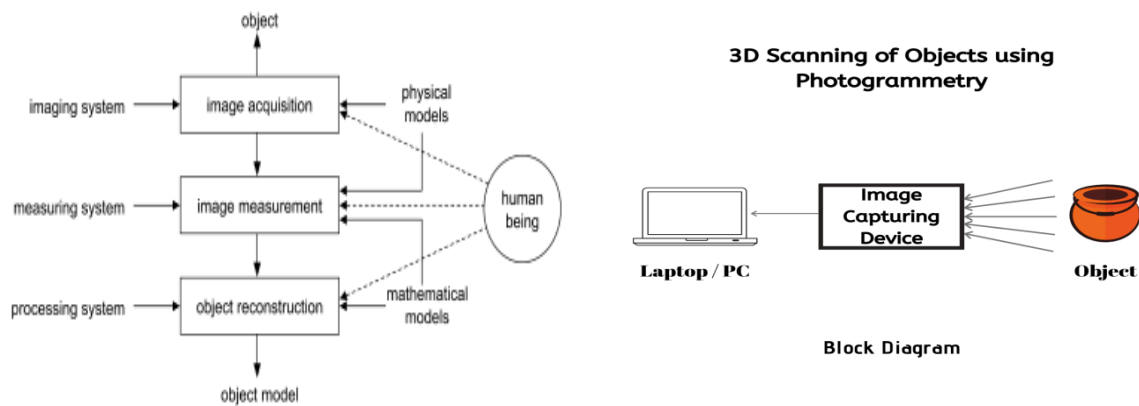 object
imaging system
image acquisition
physical
models
measuring system
image measurement
human
being
processing system
object reconstruction
mathematical
models
object model
3D Scanning of Objects using
Photogrammetry
Image
Capturing
Device
Laptop / PC
Object
Block Diagram